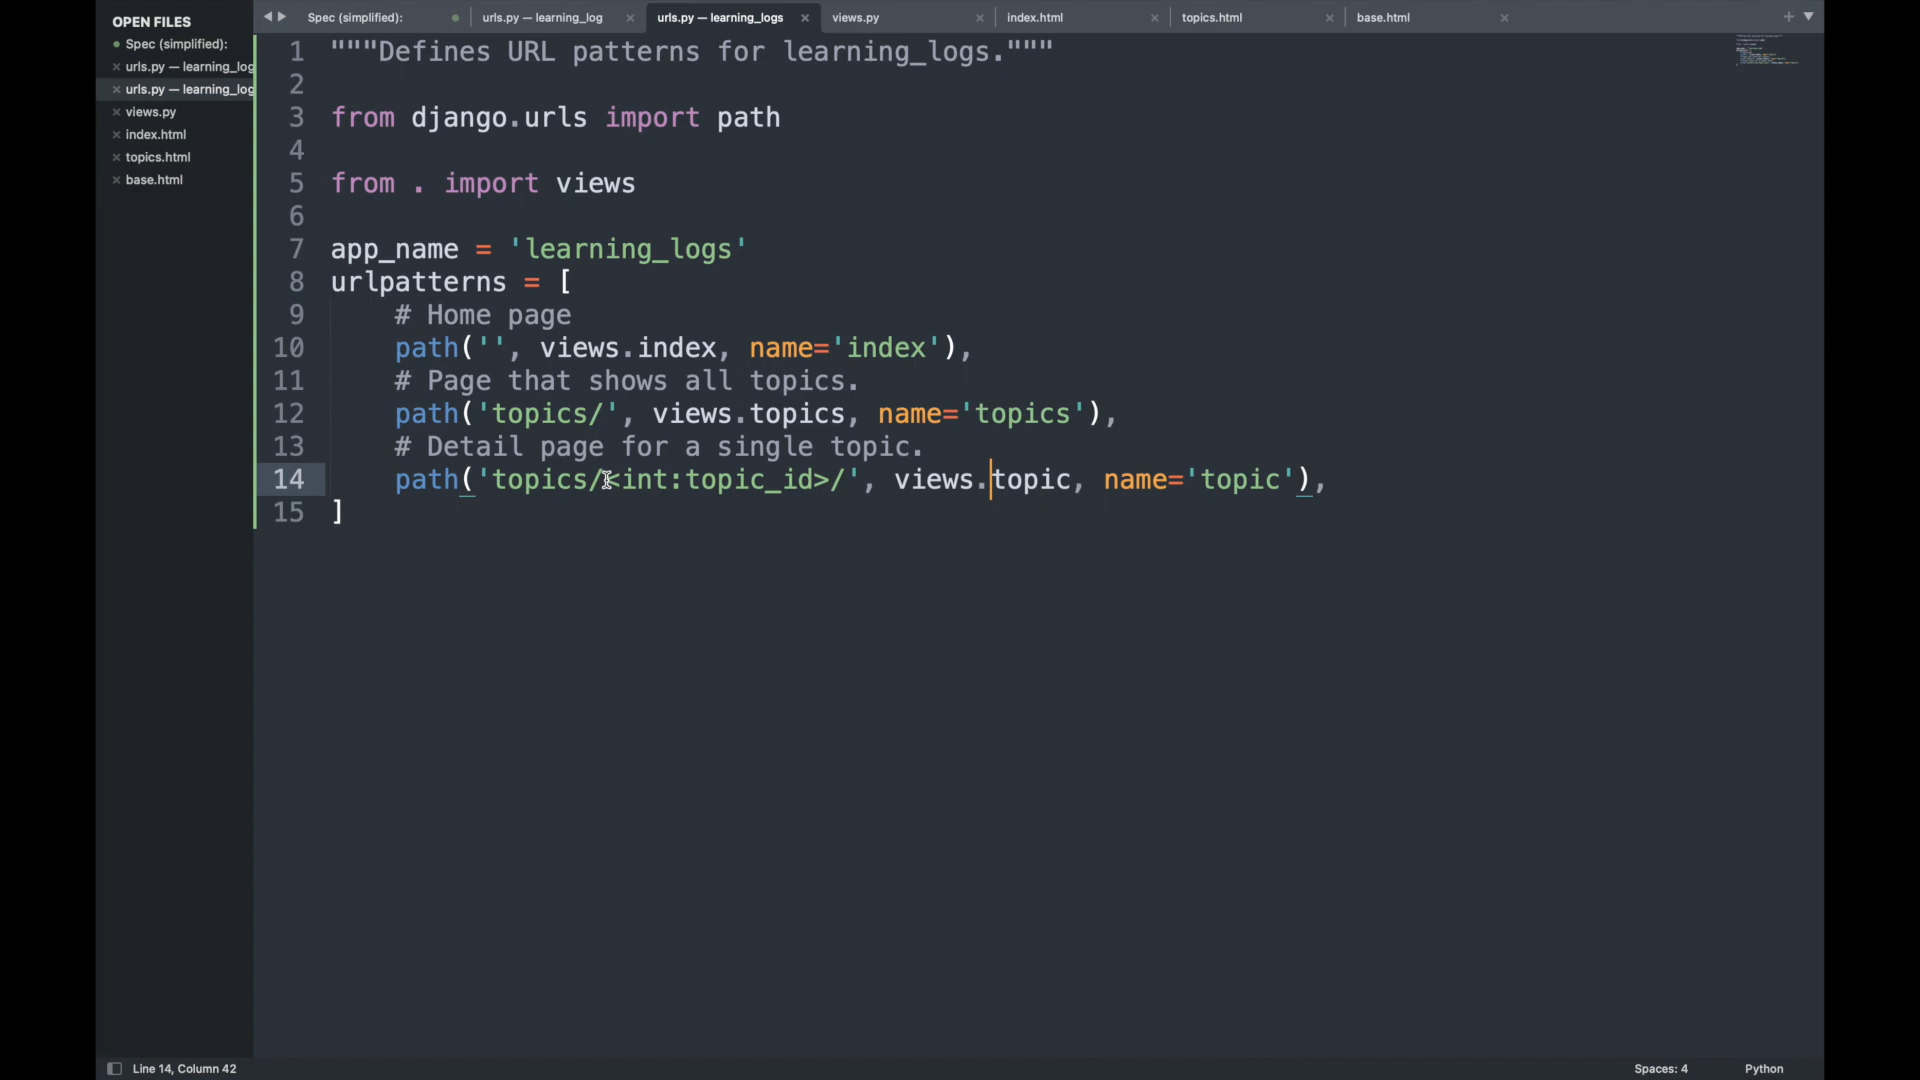 OPEN FILES
Spec (simplified):
urls.py — learning_log
urls.py — learning_log
views.py
index.html
topics.html
base.html
Spec (simplified):
urls.py — learning_log
urls.py — learning_logs
views.py
index.html
topics.html
base.html
1 """Defines URL patterns for learning_logs."""
2
3 from django.urls import path
4
5 from . import views
6
7 app_name = 'learning_logs'
8 urlpatterns = [
9 # Home page
10 path('', views.index, name='index'),
11 # Page that shows all topics.
12 path('topics/', views.topics, name='topics'),
13 # Detail page for a single topic.
14 path('topics/<int:topic_id>/', views.topic, name='topic'),
15 ]
Line 14, Column 42
Spaces: 4
Python